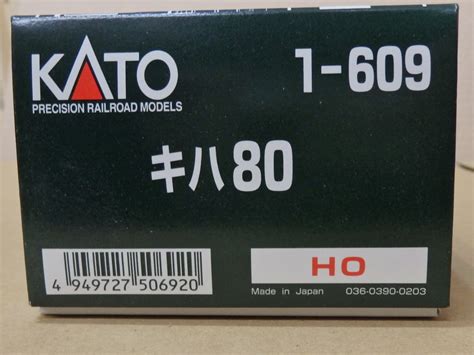 KATO
PRECISION RAILROAD MODELS
1-609
キハ80
4 949727 506920
HO
Made in Japan 036-0390-0203